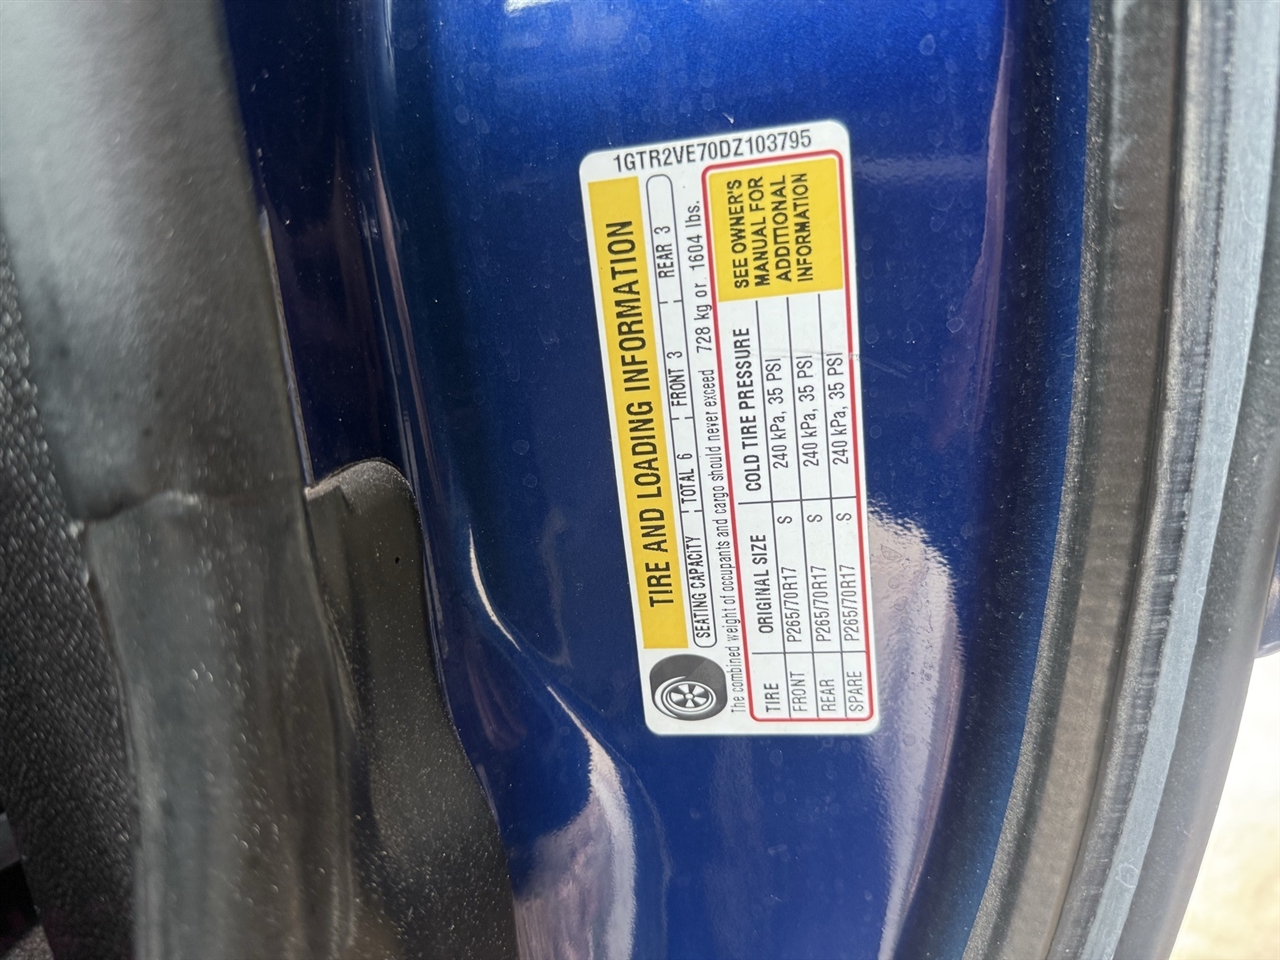 1GTR2VE70DZ103795
TIRE AND LOADING INFORMATION
SEATING CAPACITY TOTAL 6 FRONT 3 REAR 3
The combined weight of occupants and cargo should never exceed 728 kg or 1604 lbs.
TIRE ORIGINAL SIZE COLD TIRE PRESSURE
FRONT P265/70R17 S 240 kPa, 35 PSI
REAR P265/70R17 S 240 kPa, 35 PSI
SPARE P265/70R17 S 240 kPa, 35 PSI
SEE OWNER'S
MANUAL FOR
ADDITIONAL
INFORMATION